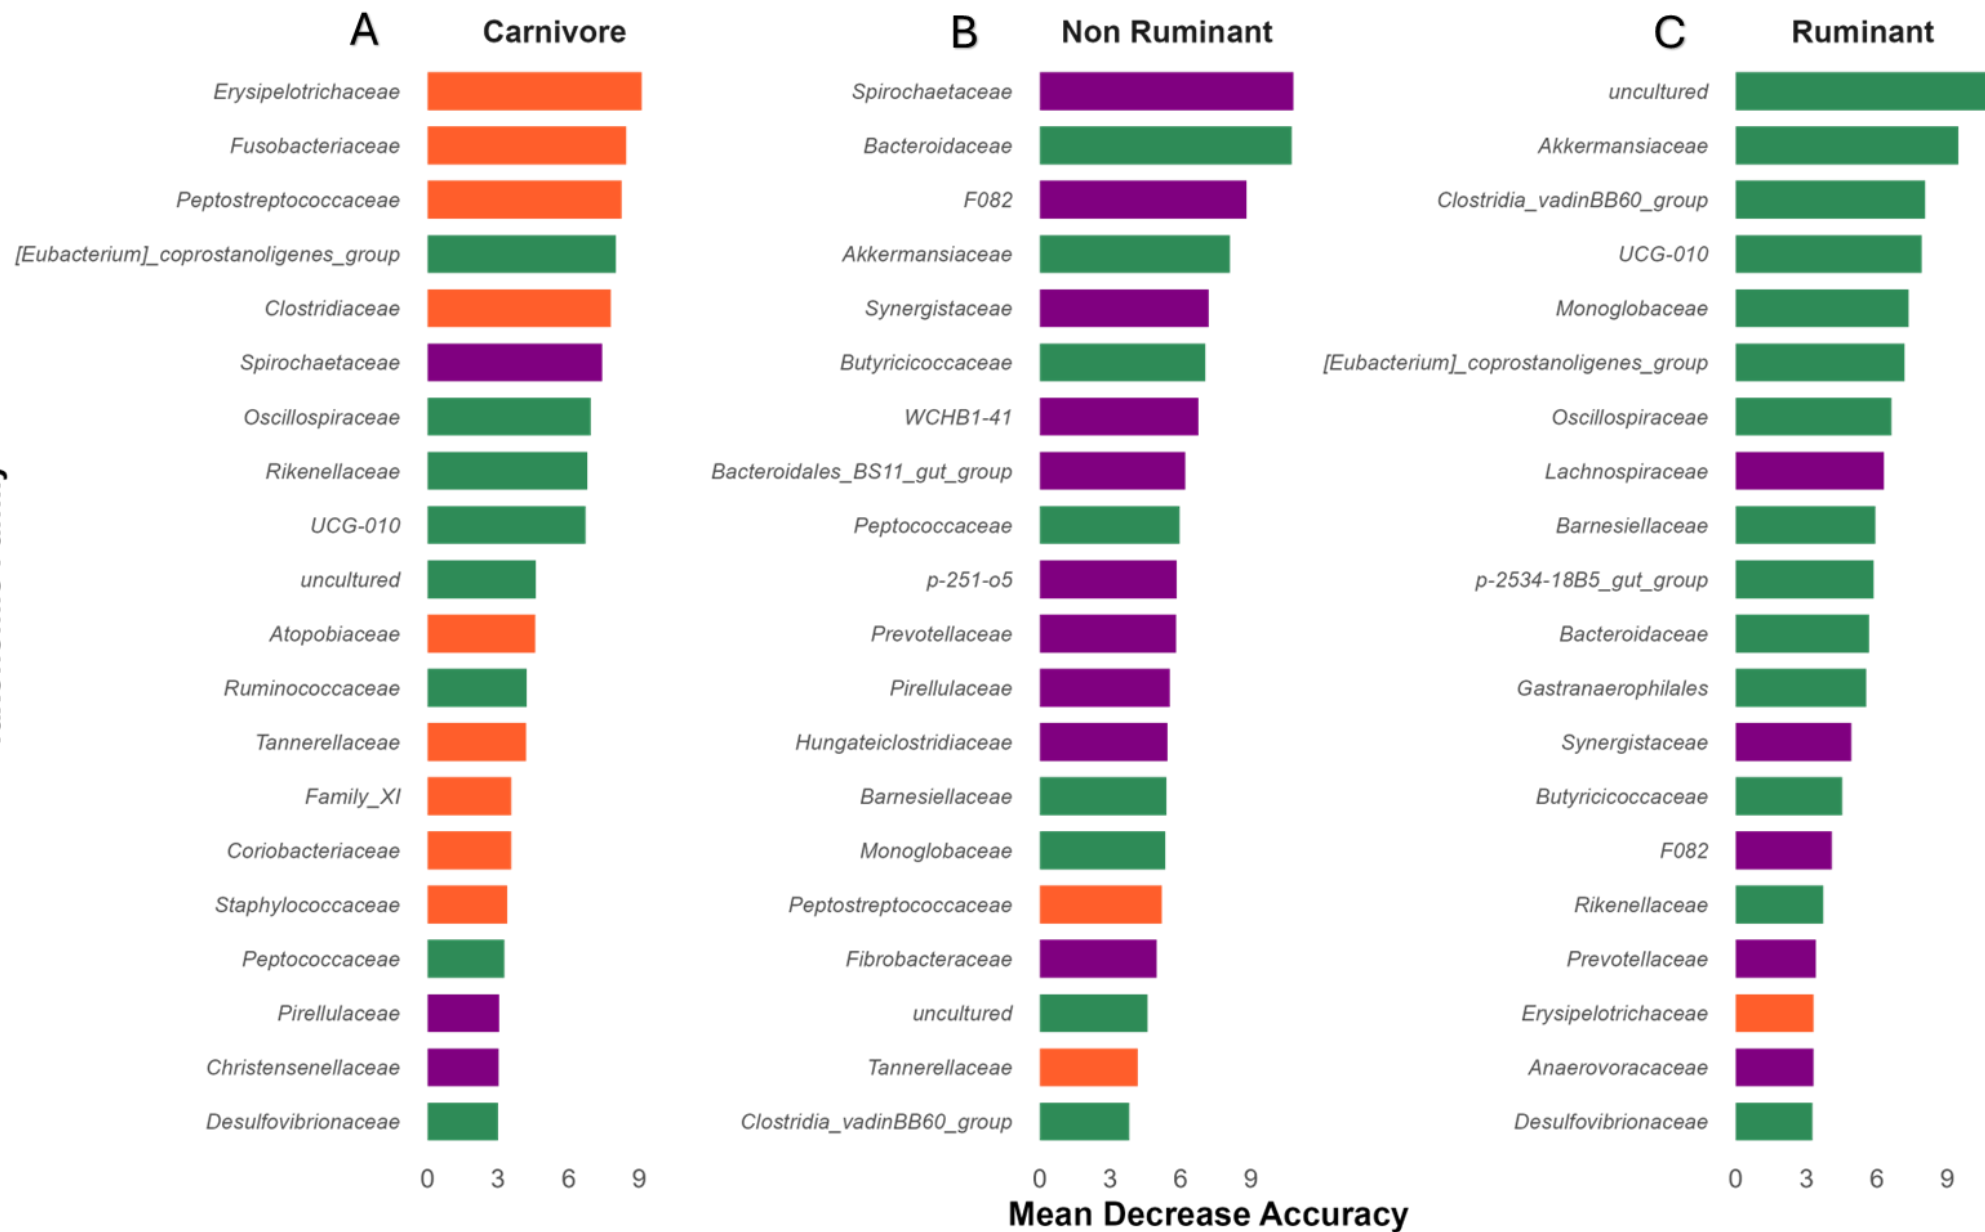 A Carnivore
Erysipelotrichaceae
Fusobacteriaceae
Peptostreptococcaceae
[Eubacterium]_coprostanoligenes_group
Clostridiaceae
Spirochaetaceae
Oscillospiraceae
Rikenellaceae
UCG-010
uncultured
Atopobiaceae
Ruminococcaceae
Tannerellaceae
Family_XI
Coriobacteriaceae
Staphylococcaceae
Peptococcaceae
Pirellulaceae
Christensenellaceae
Desulfovibrionaceae
0 3 6 9
B Non Ruminant
Spirochaetaceae
Bacteroidaceae
F082
Akkermansiaceae
Synergistaceae
Butyricicoccaceae
WCHB1-41
Bacteroidales_BS11_gut_group
Peptococcaceae
p-251-o5
Prevotellaceae
Pirellulaceae
Hungateiclostridiaceae
Barnesiellaceae
Monoglobaceae
Peptostreptococcaceae
Fibrobacteraceae
uncultured
Tannerellaceae
Clostridia_vadinBB60_group
0 3 6 9
C Ruminant
uncultured
Akkermansiaceae
Clostridia_vadinBB60_group
UCG-010
Monoglobaceae
[Eubacterium]_coprostanoligenes_group
Oscillospiraceae
Lachnospiraceae
Barnesiellaceae
p-2534-18B5_gut_group
Bacteroidaceae
Gastranaerophilales
Synergistaceae
Butyricicoccaceae
F082
Rikenellaceae
Prevotellaceae
Erysipelotrichaceae
Anaerovoracaceae
Desulfovibrionaceae
0 3 6 9
Mean Decrease Accuracy